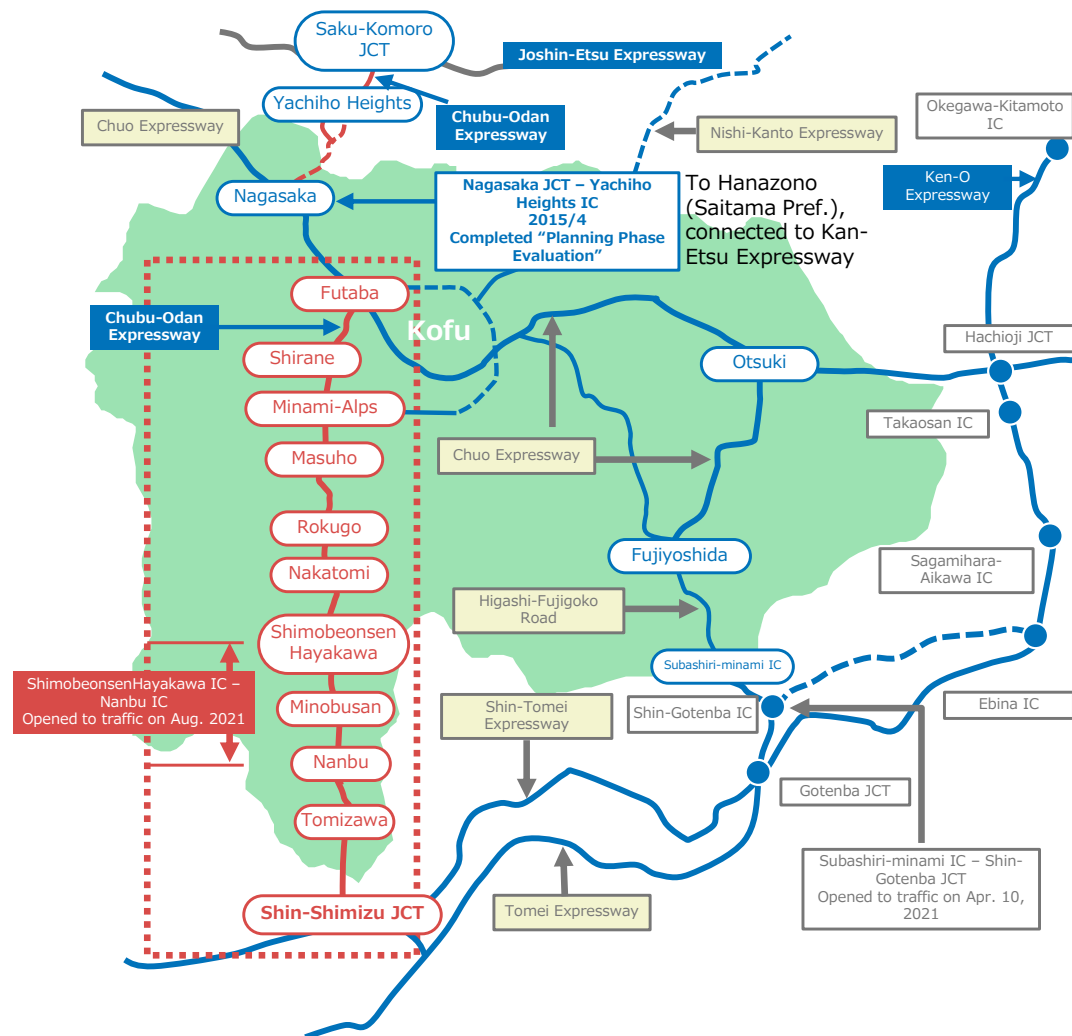 Saku-Komoro
JCT
Joshin-Etsu Expressway
Yachiho Heights
Chubu-Odan
Expressway
Chuo Expressway
Nishi-Kanto Expressway
Okegawa-Kitamoto
IC
Ken-O
Expressway
Nagasaka
Nagasaka JCT – Yachiho
Heights IC
2015/4
Completed “Planning Phase
Evaluation”
To Hanazono
(Saitama Pref.),
connected to Kan-
Etsu Expressway
Futaba
Chubu-Odan
Expressway
Kofu
Shirane
Otsuki
Hachioji JCT
Minami-Alps
Takaosan IC
Masuho
Chuo Expressway
Rokugo
Fujiyoshida
Nakatomi
Sagamihara-
Aikawa IC
Higashi-Fujigoko
Road
Shimobeonsen
Hayakawa
Subashiri-minami IC
ShimobeonsenHayakawa IC –
Nanbu IC
Opened to traffic on Aug. 2021
Minobusan
Shin-Tomei
Expressway
Shin-Gotenba IC
Ebina IC
Nanbu
Gotenba JCT
Tomizawa
Subashiri-minami IC – Shin-
Gotenba JCT
Opened to traffic on Apr. 10,
2021
Shin-Shimizu JCT
Tomei Expressway